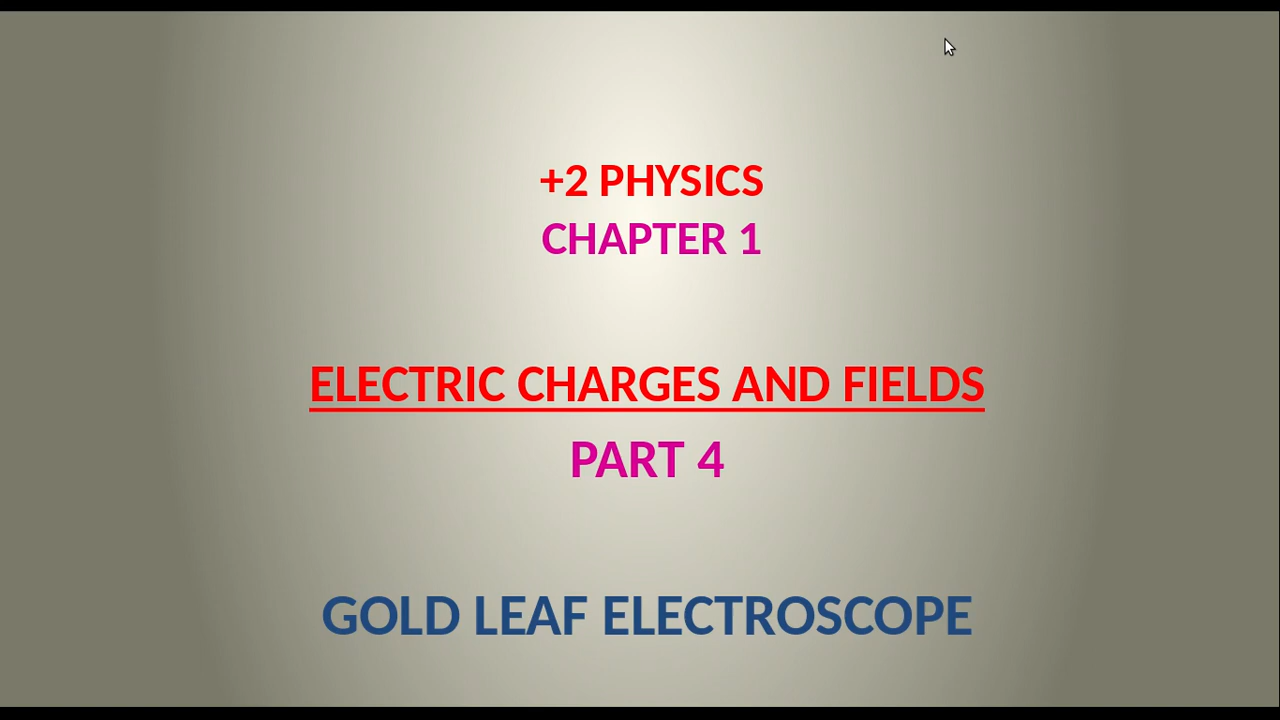 +2 PHYSICS
CHAPTER 1
ELECTRIC CHARGES AND FIELDS
PART 4
GOLD LEAF ELECTROSCOPE